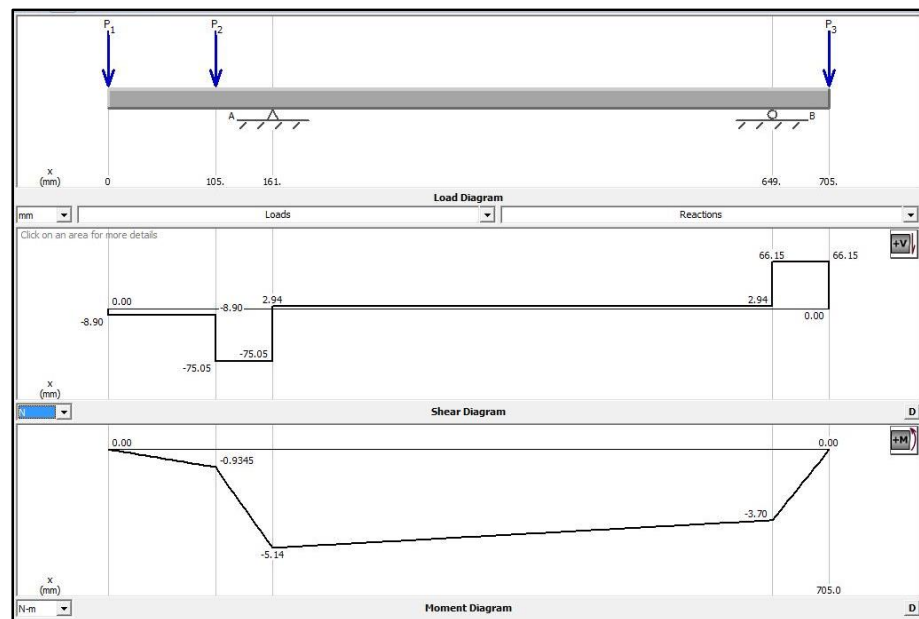 P1 P2 P3
A B
x
(mm) 0 105. 161. 649. 705.
Load Diagram
mm Loads Reactions
Click on an area for more details
+V
66.15 66.15
0.00 -8.90 2.94 2.94
-8.90 0.00
-75.05
-75.05
x
(mm)
N Shear Diagram D
+M
0.00 0.00
-0.9345
-3.70
-5.14
x
(mm) 705.0
N-m Moment Diagram D